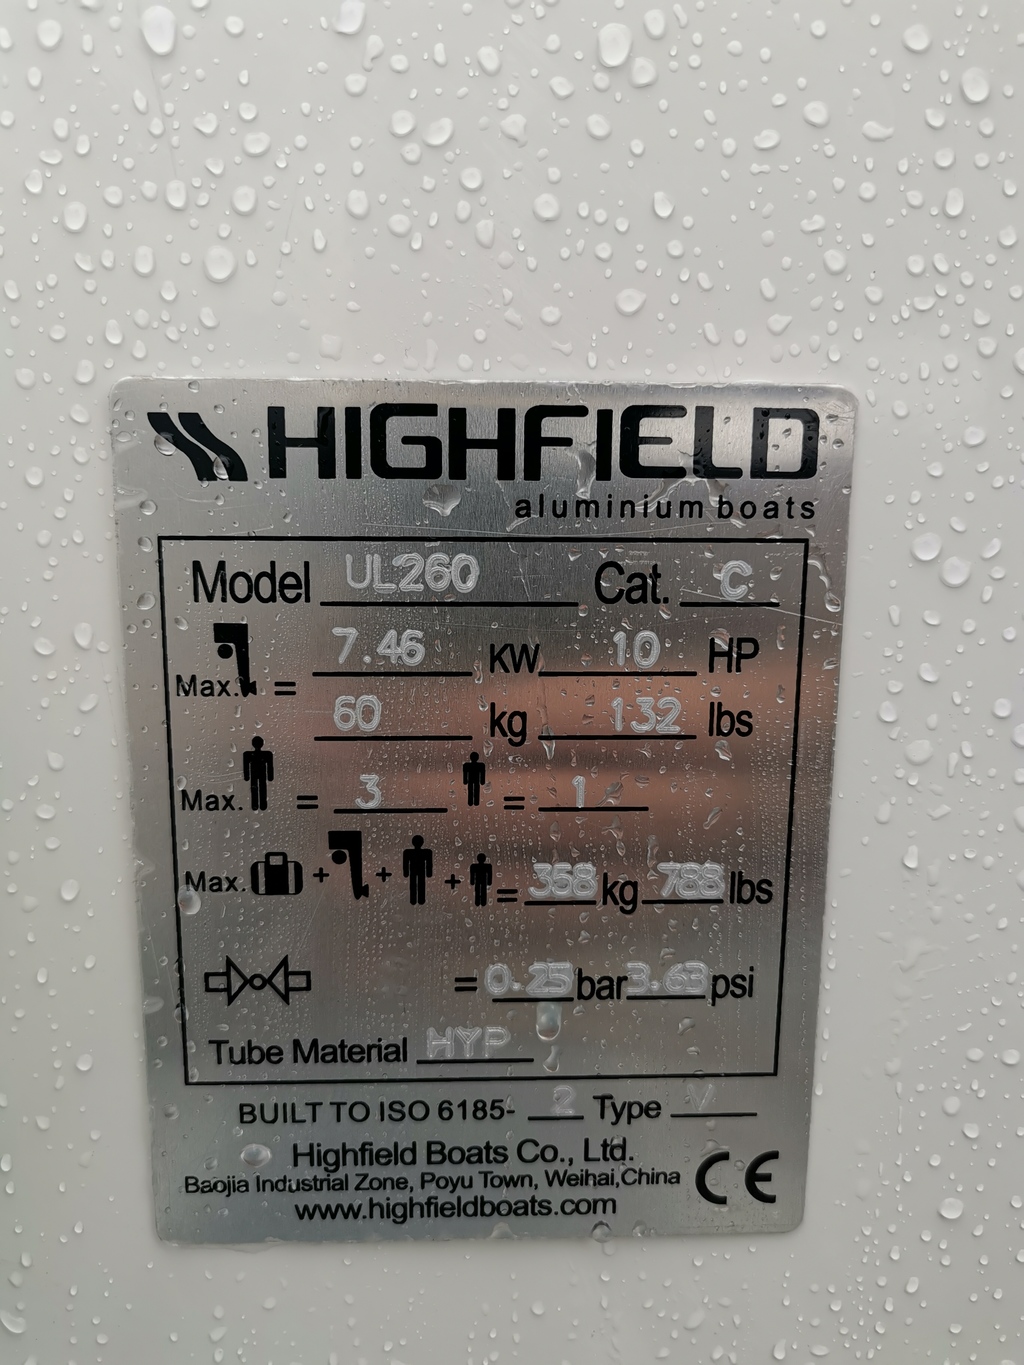 HIGHFIELD
aluminium boats
Model UL260 Cat. C
7.46 KW 10 HP
Max. =
60 kg 132 lbs
Max. = 3 = 1
Max. + + + = 358 kg 788 lbs
= 0.25 bar 3.63 psi
Tube Material HYP
BUILT TO ISO 6185- 2 Type V
Highfield Boats Co., Ltd.
Baojia Industrial Zone, Poyu Town, Weihai,China
www.highfieldboats.com
CE